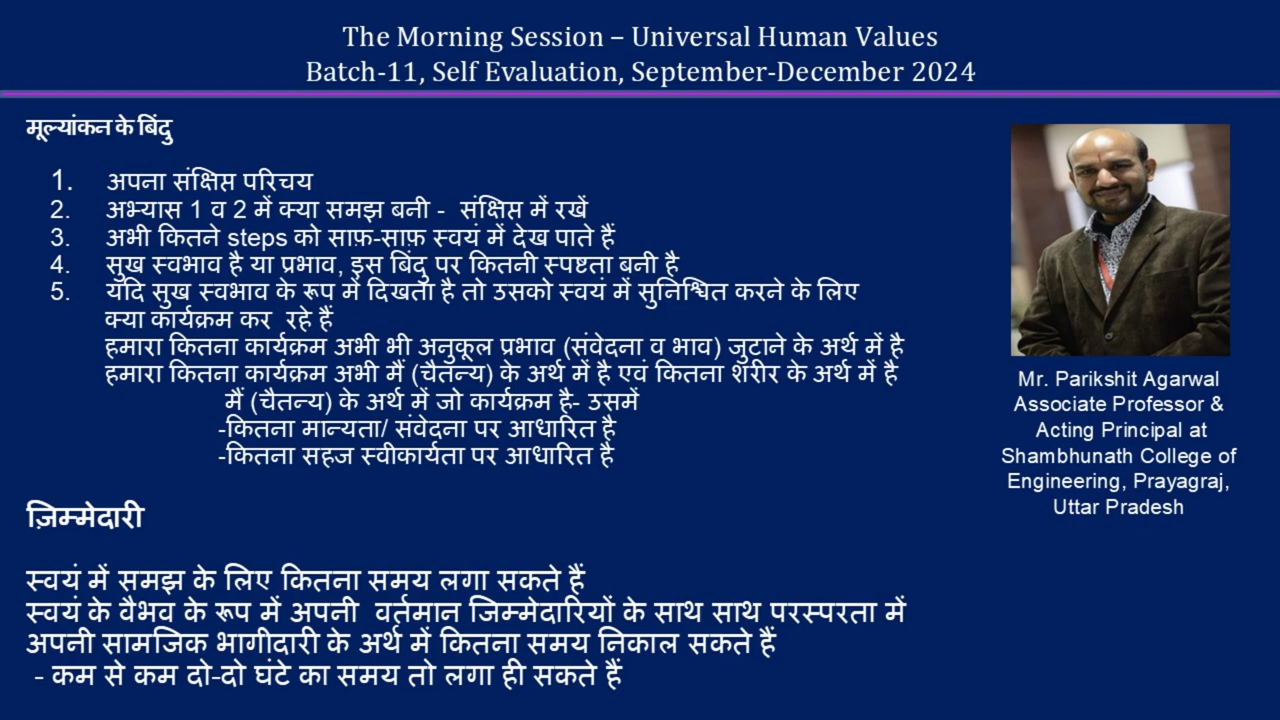 The Morning Session – Universal Human Values
Batch-11, Self Evaluation, September-December 2024
मूल्यांकन के बिंदु
1. अपना संक्षिप्त परिचय
2. अभ्यास 1 व 2 में क्या समझ बनी - संक्षिप्त में रखें
3. अभी कितने steps को साफ़-साफ़ स्वयं में देख पाते हैं
4. सुख स्वभाव है या प्रभाव, इस बिंदु पर कितनी स्पष्टता बनी है
5. यदि सुख स्वभाव के रूप में दिखता है तो उसको स्वयं में सुनिश्चित करने के लिए
क्या कार्यक्रम कर रहे हैं
हमारा कितना कार्यक्रम अभी भी अनुकूल प्रभाव (संवेदना व भाव) जुटाने के अर्थ में है
हमारा कितना कार्यक्रम अभी मैं (चैतन्य) के अर्थ में है एवं कितना शरीर के अर्थ में है
मैं (चैतन्य) के अर्थ में जो कार्यक्रम है- उसमें
-कितना मान्यता/ संवेदना पर आधारित है
-कितना सहज स्वीकार्यता पर आधारित है
ज़िम्मेदारी
स्वयं में समझ के लिए कितना समय लगा सकते हैं
स्वयं के वैभव के रूप में अपनी वर्तमान जिम्मेदारियों के साथ साथ परस्परता में
अपनी सामजिक भागीदारी के अर्थ में कितना समय निकाल सकते हैं
- कम से कम दो-दो घंटे का समय तो लगा ही सकते हैं
Mr. Parikshit Agarwal
Associate Professor &
Acting Principal at
Shambhunath College of
Engineering, Prayagraj,
Uttar Pradesh